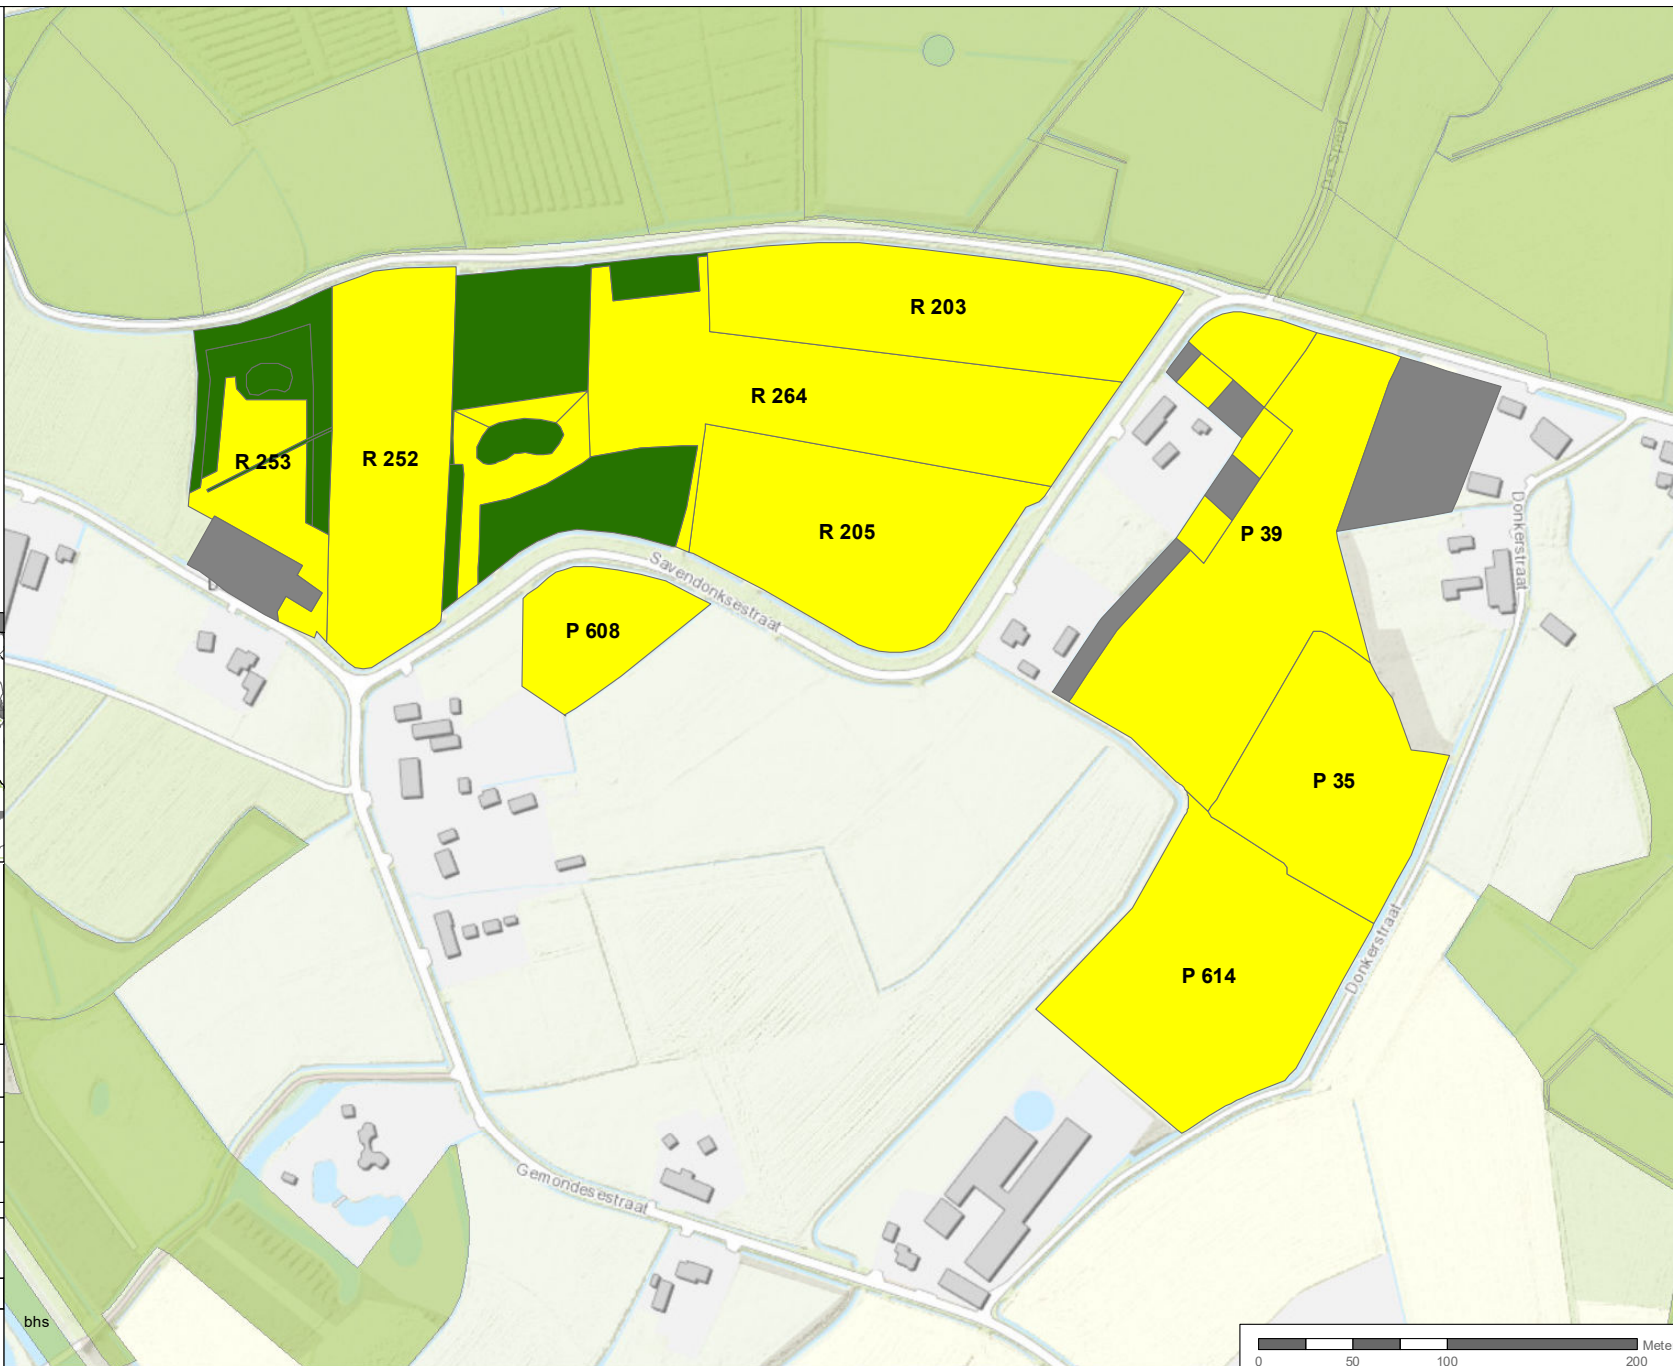 De Speel
R 203
R 264
R 253
R 252
R 205
P 39
Donkerstraat
Savendonksestraat
P 608
P 35
P 614
Donkerstraat
Gemondesestraat
bhs
Mete
0 50 100 200